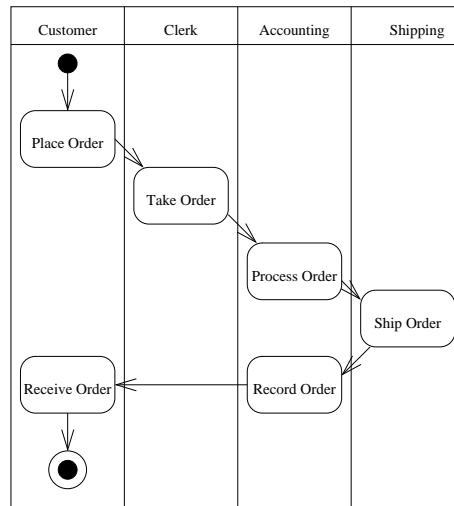 Customer
Clerk
Accounting
Shipping
Place Order
Take Order
Process Order
Ship Order
Receive Order
Record Order